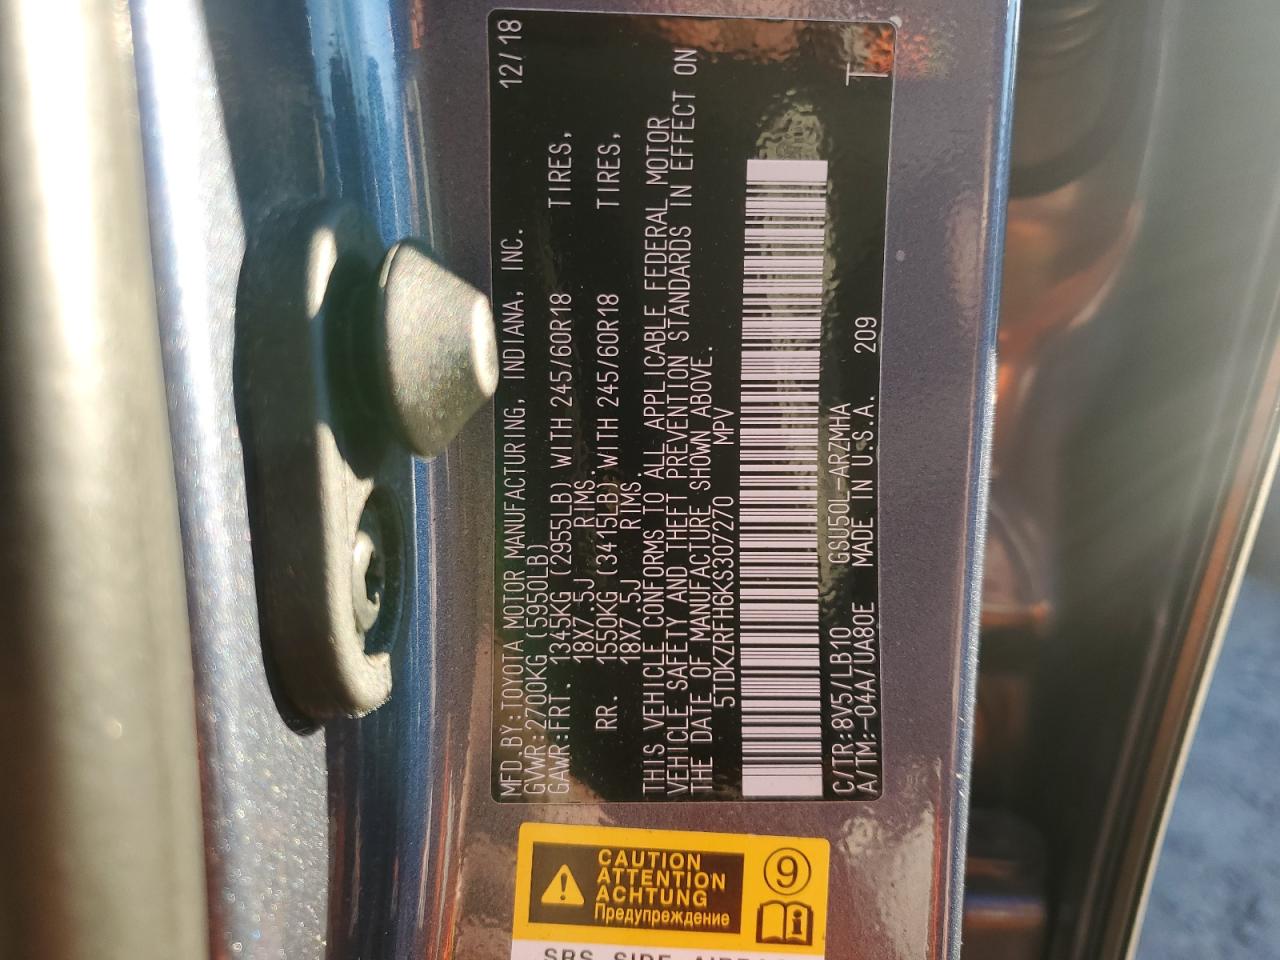 MFD.BY:TOYOTA MOTOR MANUFACTURING, INDIANA, INC. 12/18
GVWR:2700KG (5950LB)
GAWR:FRT. 1345KG (2955LB) WITH 245/60R18 TIRES,
18X7.5J RIMS.
RR. 1550KG (3415LB) WITH 245/60R18 TIRES,
18X7.5J RIMS.
THIS VEHICLE CONFORMS TO ALL APPLICABLE FEDERAL MOTOR
VEHICLE SAFETY AND THEFT PREVENTION STANDARDS IN EFFECT ON
THE DATE OF MANUFACTURE SHOWN ABOVE.
5TDKZRFH6KS307270 MPV
C/TR:8V5/LB10 GSU50L-ARZMHA
A/TM:-04A/UA80E MADE IN U.S.A. 209 T
CAUTION
ATTENTION
ACHTUNG
Предупреждение
9
i
SRS SIDE